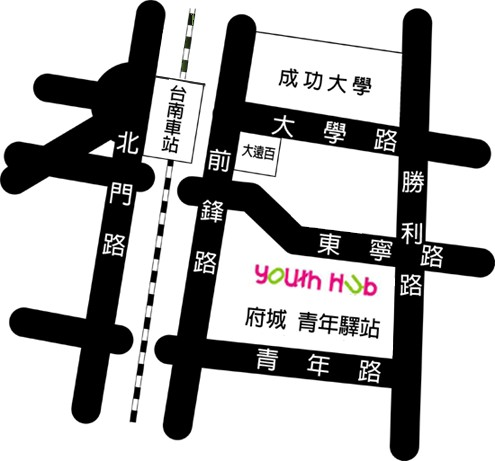 成功大學
台南車站
大學路
大遠百
北門路
前鋒路
勝利路
東寧路
youth Hub
府城 青年驛站
青年路